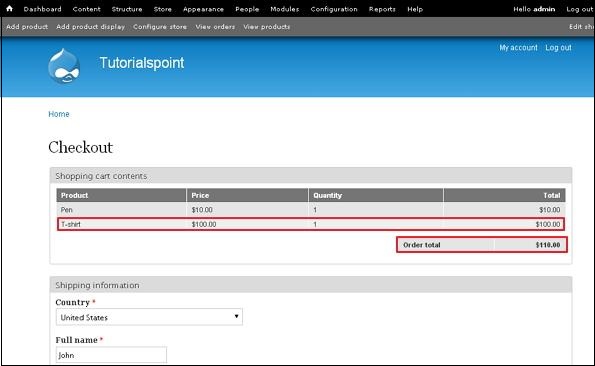 Dashboard Content Structure Store Appearance People Modules Configuration Reports Help Hello admin Log out
Add product Add product display Configure store View orders View products Edit sh
My account Log out
Tutorialspoint
Home
Checkout
Shopping cart contents
Product Price Quantity Total
Pen $10.00 1 $10.00
T-shirt $100.00 1 $100.00
Order total $110.00
Shipping information
Country *
United States
Full name *
John